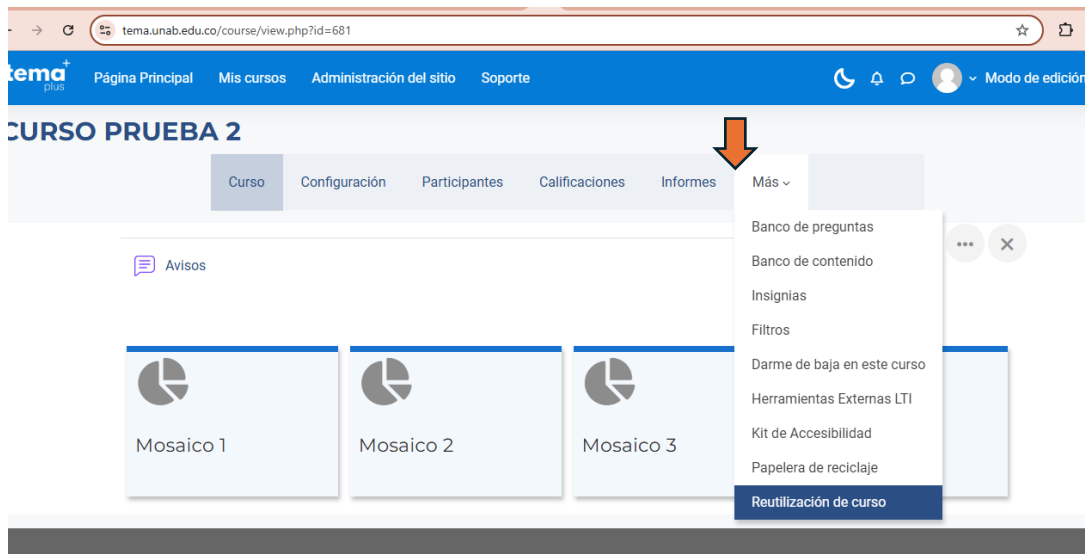 tema.unab.edu.co/course/view.php?id=681
tema+
plus
Página Principal Mis cursos Administración del sitio Soporte Modo de edición
CURSO PRUEBA 2
Curso Configuración Participantes Calificaciones Informes Más
Banco de preguntas
Banco de contenido
Insignias
Filtros
Darme de baja en este curso
Herramientas Externas LTI
Kit de Accesibilidad
Papelera de reciclaje
Reutilización de curso
Avisos
Mosaico 1 Mosaico 2 Mosaico 3